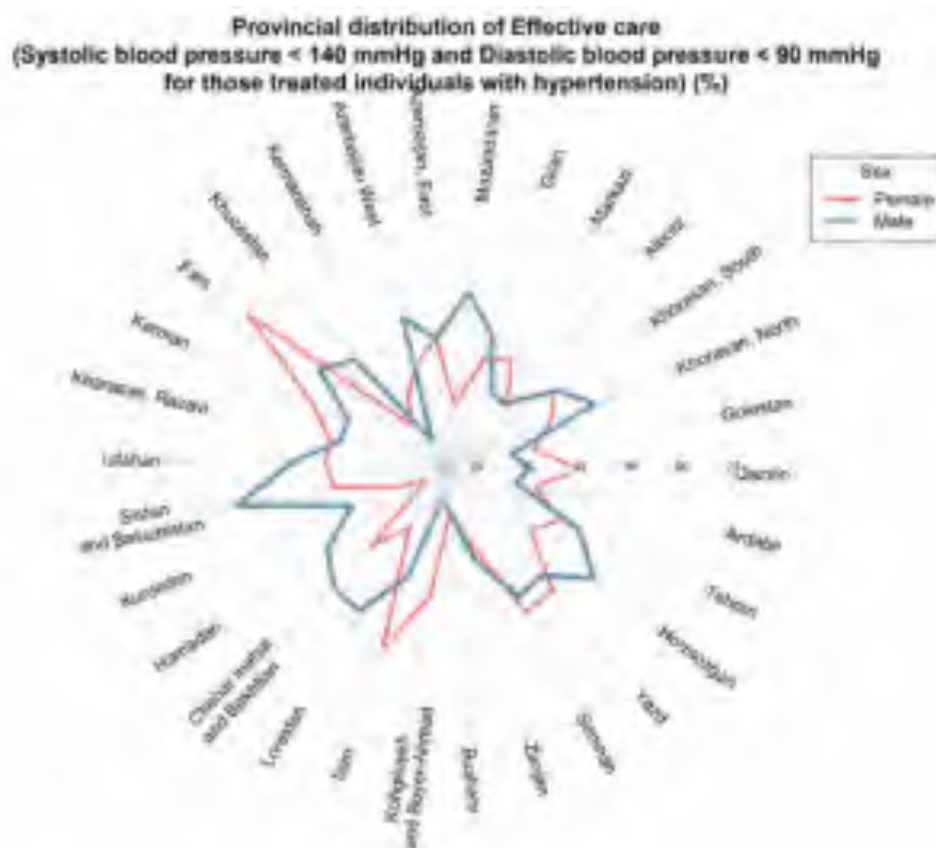 Provincial distribution of Effective care
(Systolic blood pressure < 140 mmHg and Diastolic blood pressure < 90 mmHg
for those treated individuals with hypertension) (%)
Sex
Female
Male
Azerbaijan, West
Azerbaijan, East
Mazandaran
Gilan
Markazi
Alborz
Khorasan, South
Khorasan, North
Golestan
Qazvin
Ardabil
Tehran
Hormozgan
Yazd
Semnan
Zanjan
Bushehr
Kohgiluyeh
and Boyer-Ahmad
Ilam
Lorestan
Chahar mahal
and Bakhtiari
Hamadan
Kurdistan
Sistan
and Baluchistan
Isfahan
Khorasan, Razavi
Kerman
Fars
Khuzestan
Kermanshah